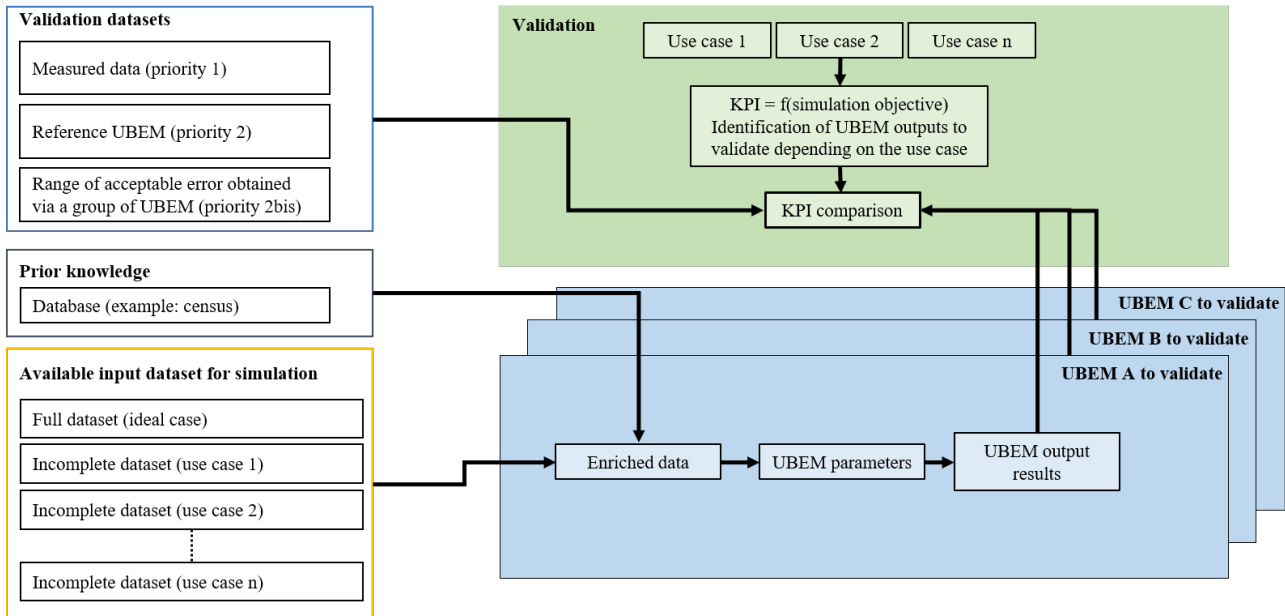 Validation datasets
Measured data (priority 1)
Reference UBEM (priority 2)
Range of acceptable error obtained
via a group of UBEM (priority 2bis)
Prior knowledge
Database (example: census)
Available input dataset for simulation
Full dataset (ideal case)
Incomplete dataset (use case 1)
Incomplete dataset (use case 2)
Incomplete dataset (use case n)
Validation
Use case 1
Use case 2
Use case n
KPI = f(simulation objective)
Identification of UBEM outputs to
validate depending on the use case
KPI comparison
UBEM C to validate
UBEM B to validate
UBEM A to validate
Enriched data
UBEM parameters
UBEM output
results